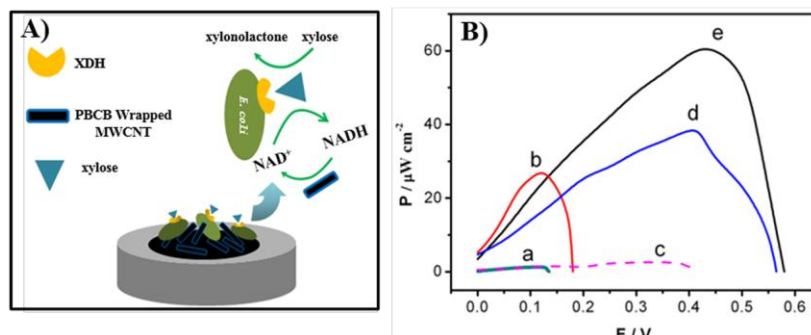 A)
xylonolactone xylose
XDH
E. coli
PBCB Wrapped
MWCNT
NAD+
NADH
xylose
B)
P / μW cm⁻²
60
40
20
0
a
b
c
d
e
0.0 0.1 0.2 0.3 0.4 0.5 0.6
E / V